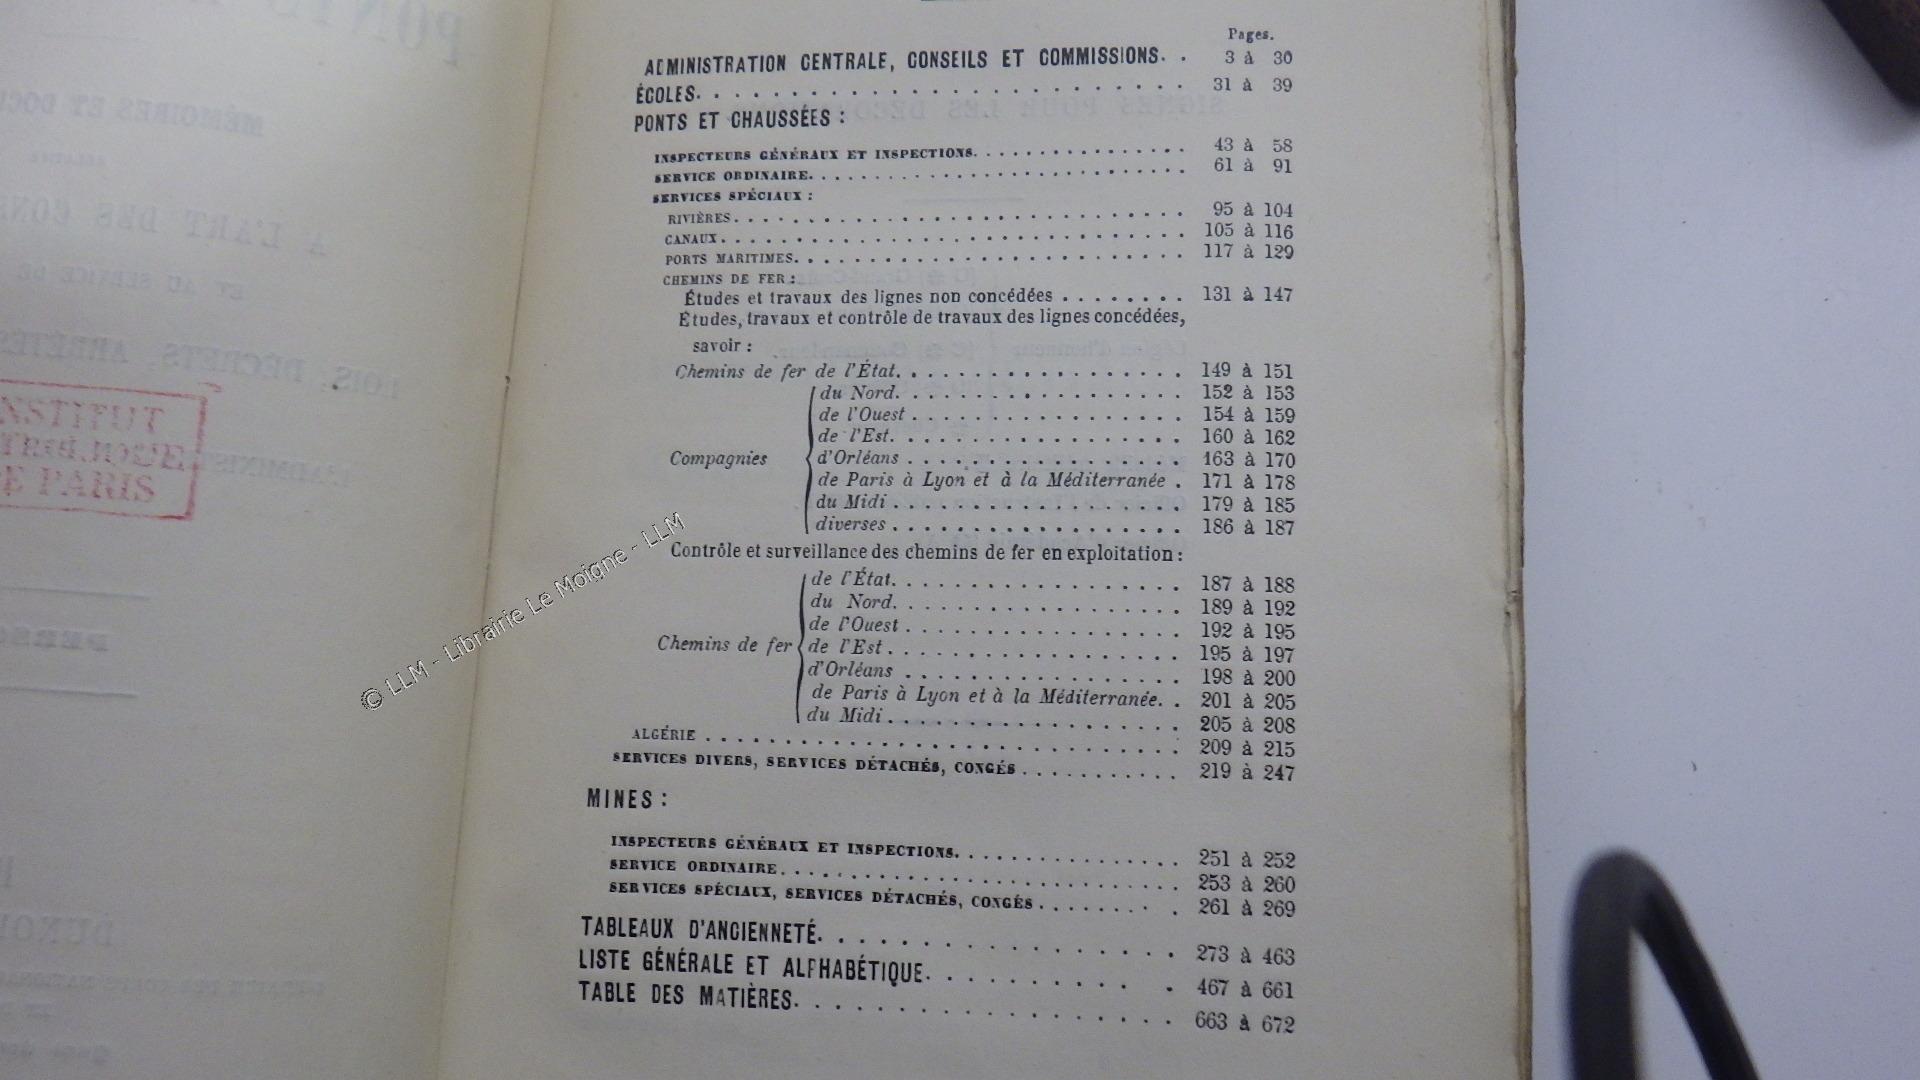 Pages.
ADMINISTRATION CENTRALE, CONSEILS ET COMMISSIONS. . 3 à 30
ÉCOLES. . . . . . . . . . . . . . . . . . . . . . . . . 31 à 39
PONTS ET CHAUSSÉES :
INSPECTEURS GÉNÉRAUX ET INSPECTIONS. . . . . . . . . . . . . . . . 43 à 58
SERVICE ORDINAIRE. . . . . . . . . . . . . . . . . . . . . . . . . . . . . 61 à 91
SERVICES SPÉCIAUX :
RIVIÈRES. . . . . . . . . . . . . . . . . . . . . . . . . . . . . 95 à 104
CANAUX. . . . . . . . . . . . . . . . . . . . . . . . . . . . . . 105 à 116
PORTS MARITIMES. . . . . . . . . . . . . . . . . . . . . . . . 117 à 129
CHEMINS DE FER :
Études et travaux des lignes non concédées . . . . . . . . 131 à 147
Études, travaux et contrôle de travaux des lignes concédées,
savoir :
Chemins de fer de l'État. . . . . . . . . . . . . . . . . . 149 à 151
Compagnies
du Nord. . . . . . . . . . . . . . . . . . 152 à 153
de l'Ouest . . . . . . . . . . . . . . . . . 154 à 159
de l'Est. . . . . . . . . . . . . . . . . . 160 à 162
d'Orléans . . . . . . . . . . . . . . . . . 163 à 170
de Paris à Lyon et à la Méditerranée . 171 à 178
du Midi . . . . . . . . . . . . . . . . . . 179 à 185
diverses . . . . . . . . . . . . . . . . . . 186 à 187
Contrôle et surveillance des chemins de fer en exploitation :
Chemins de fer
de l'État. . . . . . . . . . . . . . . . . . 187 à 188
du Nord. . . . . . . . . . . . . . . . . . 189 à 192
de l'Ouest . . . . . . . . . . . . . . . . . 192 à 195
de l'Est . . . . . . . . . . . . . . . . . . 195 à 197
d'Orléans . . . . . . . . . . . . . . . . . 198 à 200
de Paris à Lyon et à la Méditerranée. . 201 à 205
du Midi . . . . . . . . . . . . . . . . . . 205 à 208
ALGÉRIE . . . . . . . . . . . . . . . . . . . . . . . . . . . . . . 209 à 215
SERVICES DIVERS, SERVICES DÉTACHÉS, CONGÉS . . . . . . . . . . . 219 à 247
MINES :
INSPECTEURS GÉNÉRAUX ET INSPECTIONS. . . . . . . . . . . . . . . 251 à 252
SERVICE ORDINAIRE . . . . . . . . . . . . . . . . . . . . . . . . . . . 253 à 260
SERVICES SPÉCIAUX, SERVICES DÉTACHÉS, CONGÉS . . . . . . . . . 261 à 269
TABLEAUX D'ANCIENNETÉ. . . . . . . . . . . . . . . . . 273 à 463
LISTE GÉNÉRALE ET ALPHABÉTIQUE. . . . . . . . . . . 467 à 661
TABLE DES MATIÈRES. . . . . . . . . . . . . . . . . . 663 à 672
PARIS
© LLM - Librairie Le Moigne - LLM